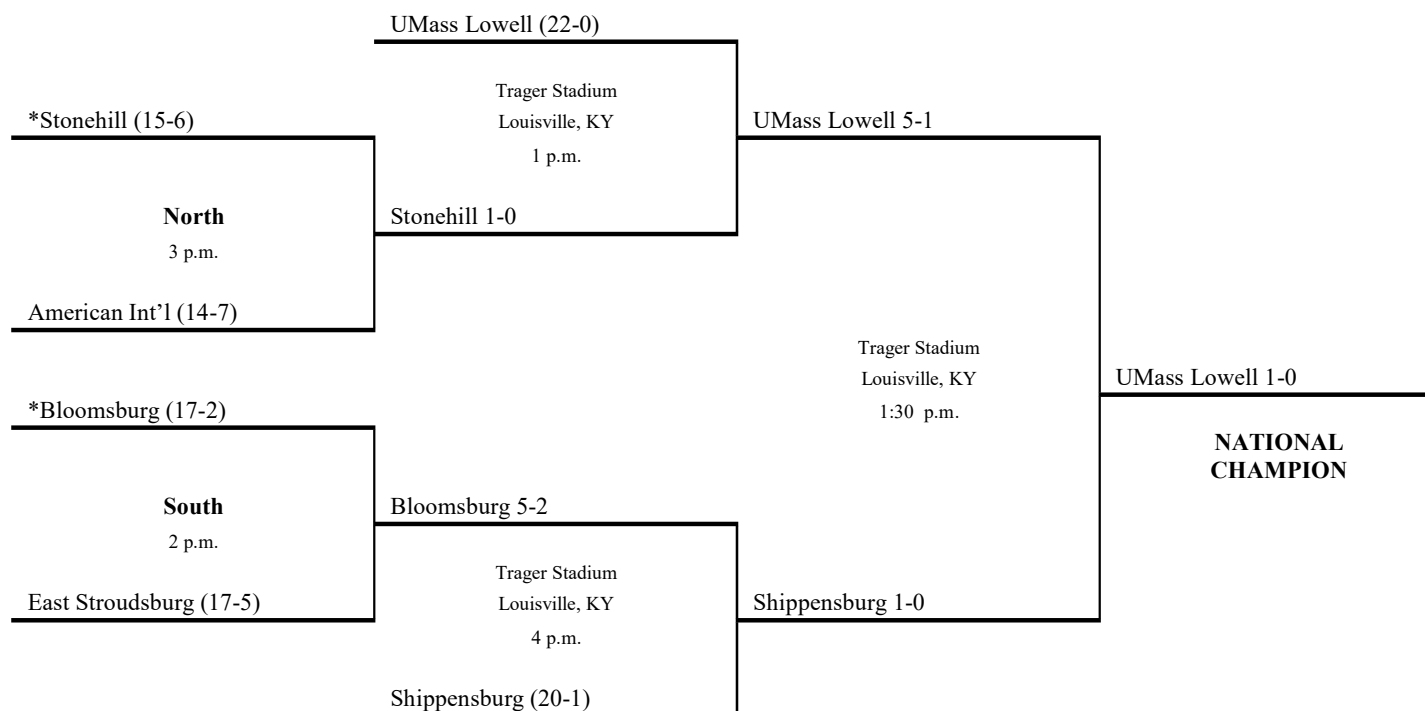 UMass Lowell (22-0)
Trager Stadium
Louisville, KY
1 p.m.
*Stonehill (15-6)
UMass Lowell 5-1
North
3 p.m.
Stonehill 1-0
American Int’l (14-7)
Trager Stadium
Louisville, KY
1:30 p.m.
UMass Lowell 1-0
NATIONAL
CHAMPION
*Bloomsburg (17-2)
South
2 p.m.
Bloomsburg 5-2
East Stroudsburg (17-5)
Trager Stadium
Louisville, KY
4 p.m.
Shippensburg 1-0
Shippensburg (20-1)